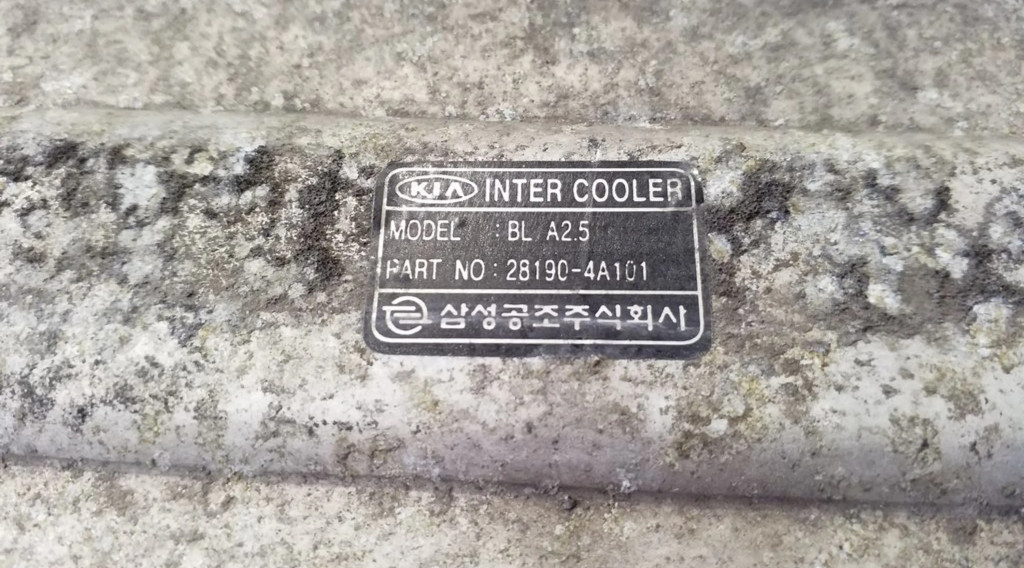 KIA INTER COOLER
MODEL : BL A2.5
PART NO : 28190-4A101
삼성공조주식회사